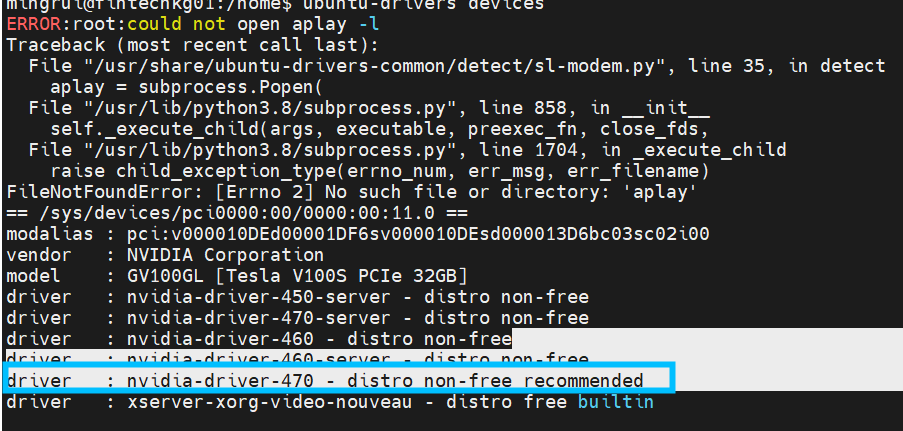 mingrui@fintechkg01:/home$ ubuntu-drivers devices
ERROR:root:could not open aplay -l
Traceback (most recent call last):
  File "/usr/share/ubuntu-drivers-common/detect/sl-modem.py", line 35, in detect
    aplay = subprocess.Popen(
  File "/usr/lib/python3.8/subprocess.py", line 858, in __init__
    self._execute_child(args, executable, preexec_fn, close_fds,
  File "/usr/lib/python3.8/subprocess.py", line 1704, in _execute_child
    raise child_exception_type(errno_num, err_msg, err_filename)
FileNotFoundError: [Errno 2] No such file or directory: 'aplay'
== /sys/devices/pci0000:00/0000:00:11.0 ==
modalias : pci:v000010DEd00001DF6sv000010DEsd000013D6bc03sc02i00
vendor   : NVIDIA Corporation
model    : GV100GL [Tesla V100S PCIe 32GB]
driver   : nvidia-driver-450-server - distro non-free
driver   : nvidia-driver-470-server - distro non-free
driver   : nvidia-driver-460 - distro non-free
driver   : nvidia-driver-460-server - distro non-free
driver   : nvidia-driver-470 - distro non-free recommended
driver   : xserver-xorg-video-nouveau - distro free builtin